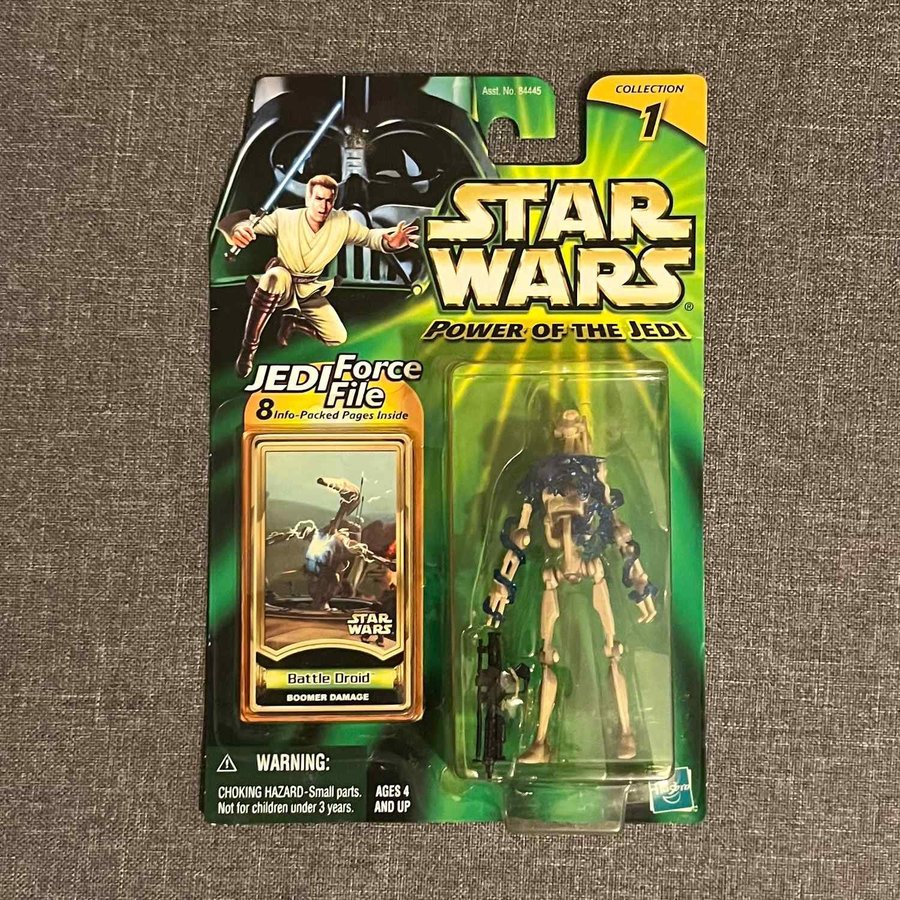 Asst. No. 84445
COLLECTION
1
STAR
WARS
®
POWER OF THE JEDI
JEDI Force
File
8 Info-Packed Pages Inside
STAR
WARS
Battle Droid
BOOMER DAMAGE
⚠ WARNING:
CHOKING HAZARD-Small parts.
Not for children under 3 years.
AGES 4
AND UP
Hasbro